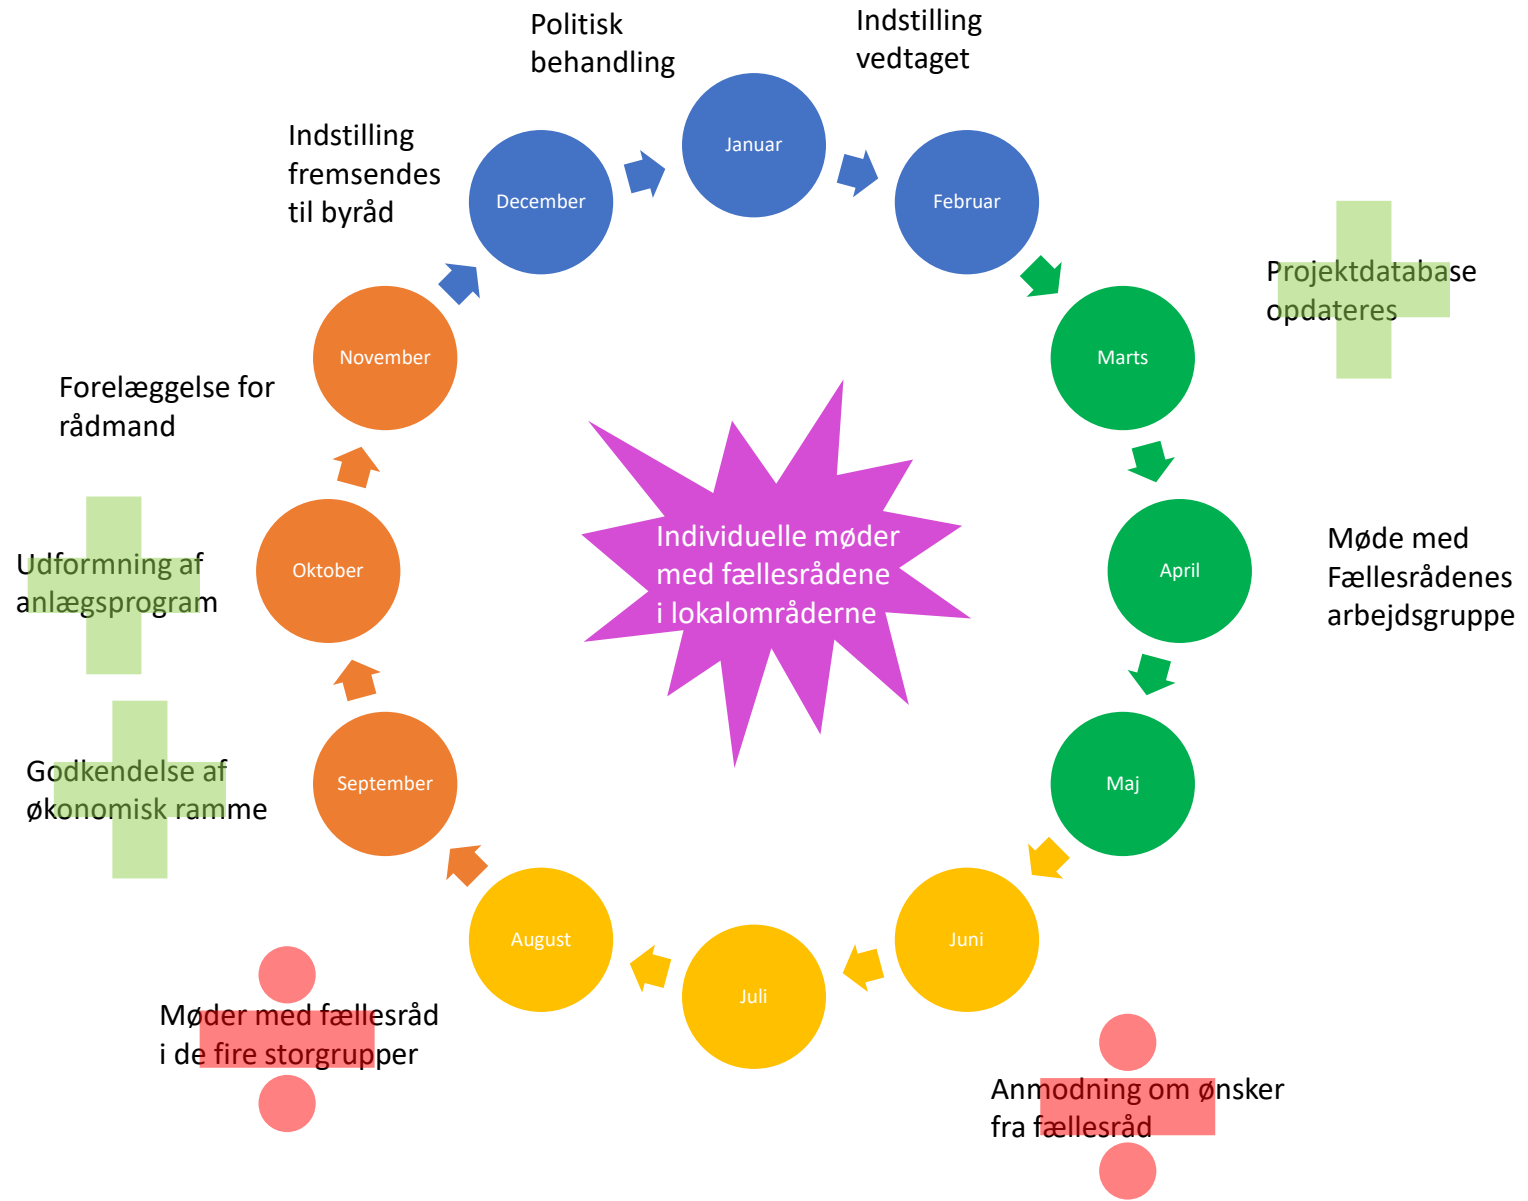 Politisk
behandling
Indstilling
vedtaget
Indstilling
fremsendes
til byråd
Januar
December
Februar
Projektdatabase
opdateres
November
Marts
Forelæggelse for
rådmand
Individuelle møder
med fællesrådene
i lokalområderne
Udformning af
anlægsprogram
Oktober
April
Møde med
Fællesrådenes
arbejdsgruppe
Godkendelse af
økonomisk ramme
September
Maj
August
Juni
Juli
Møder med fællesråd
i de fire storgrupper
Anmodning om ønsker
fra fællesråd